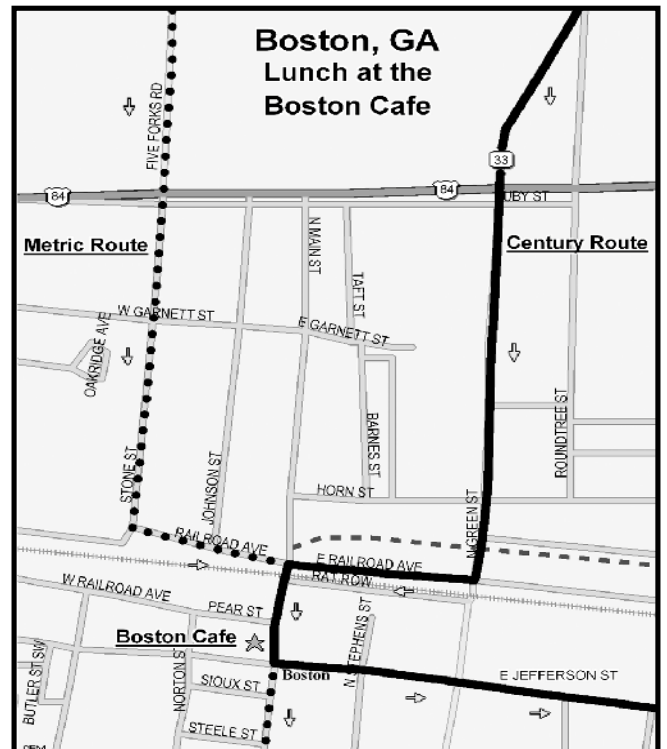 Boston, GA
Lunch at the
Boston Cafe
FIVE FORKS RD
33
84
84
UBY ST
Metric Route
Century Route
N MAIN ST
TAFT ST
W GARNETT ST
E GARNETT ST
OAKRIDGE AVE
ROUNDTREE ST
BARNES ST
STONE ST
JOHNSON ST
HORN ST
N GREEN ST
RAILROAD AVE
E RAILROAD AVE
RAT ROW
W RAILROAD AVE
PEAR ST
N STEPHENS ST
Boston Cafe
BUTLER ST SW
NORTON ST
SIOUX ST
Boston
E JEFFERSON ST
STEELE ST